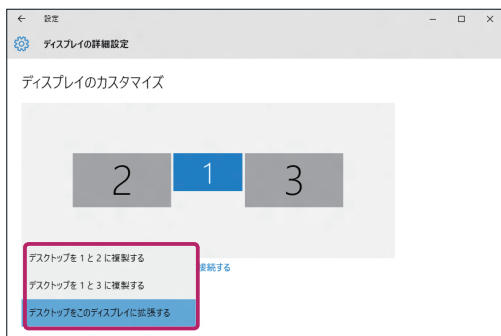 設定
ディスプレイの詳細設定
ディスプレイのカスタマイズ
2 1 3
デスクトップを 1 と 2 に複製する
接続する
デスクトップを 1 と 3 に複製する
デスクトップをこのディスプレイに拡張する